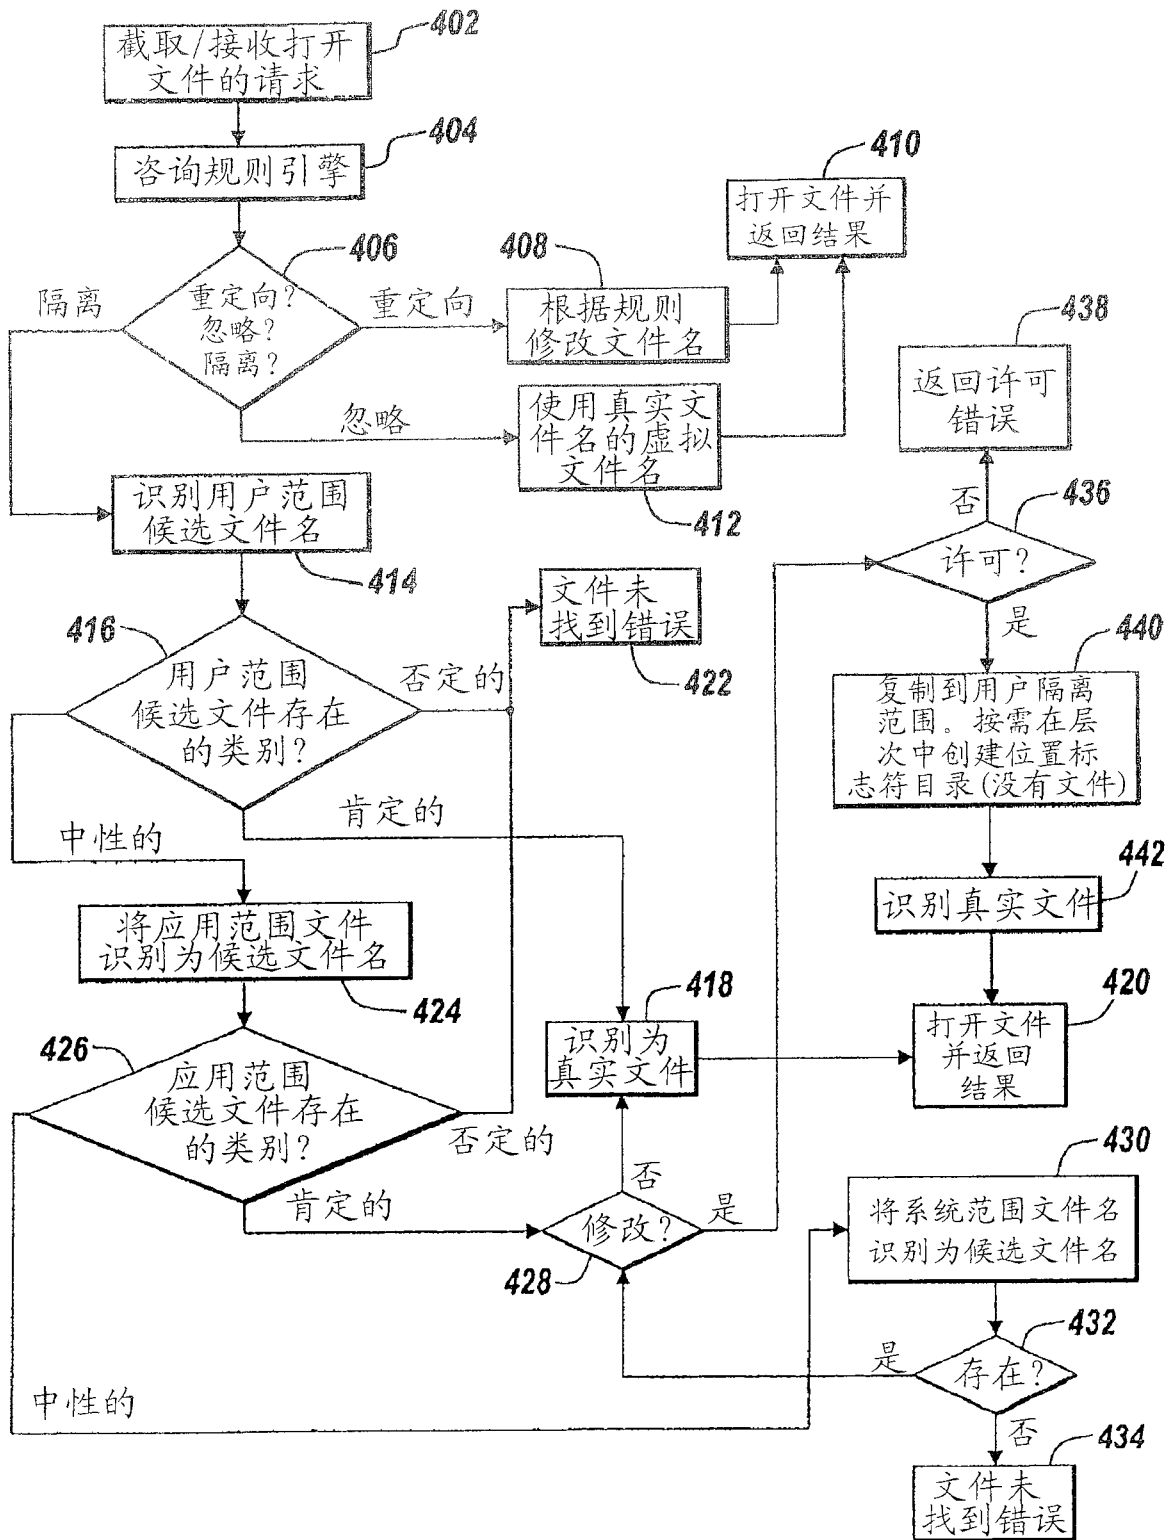 402
截取/接收打开
文件的请求
404
咨询规则引擎
406
重定向?
忽略?
隔离?
隔离
重定向
408
根据规则
修改文件名
410
打开文件并
返回结果
忽略
使用真实文
件名的虚拟
文件名
412
438
返回许可
错误
否
436
许可?
是
识别用户范围
候选文件名
414
416
用户范围
候选文件存在
的类别?
否定的
文件未
找到错误
422
肯定的
中性的
440
复制到用户隔离
范围。按需在层
次中创建位置标
志符目录(没有文件)
442
识别真实文件
将应用范围文件
识别为候选文件名
424
418
识别为
真实文件
420
打开文件
并返回
结果
426
应用范围
候选文件存在
的类别?
否定的
肯定的
否
修改?
是
428
430
将系统范围文件名
识别为候选文件名
432
存在?
是
中性的
否
434
文件未
找到错误